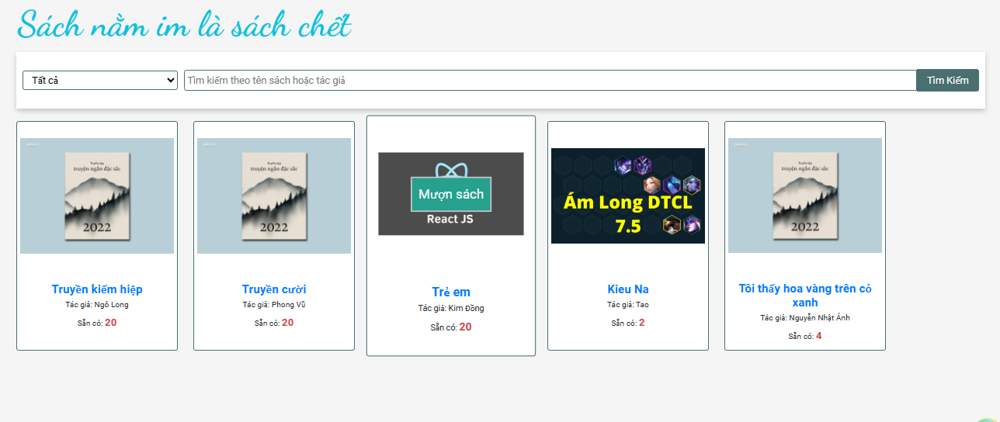 Sách nằm im là sách chết
Tất cả
Tìm kiếm theo tên sách hoặc tác giả
Tìm Kiếm
Tuyển tập
truyện ngắn đặc sắc
2022
Truyền kiếm hiệp
Tác giả: Ngô Long
Sẵn có: 20
Tuyển tập
truyện ngắn đặc sắc
2022
Truyền cười
Tác giả: Phong Vũ
Sẵn có: 20
Mượn sách
React JS
Trẻ em
Tác giả: Kim Đồng
Sẵn có: 20
Ám Long DTCL
7.5
Kieu Na
Tác giả: Tao
Sẵn có: 2
Tuyển tập
truyện ngắn đặc sắc
2022
Tôi thấy hoa vàng trên cỏ
xanh
Tác giả: Nguyễn Nhật Ánh
Sẵn có: 4